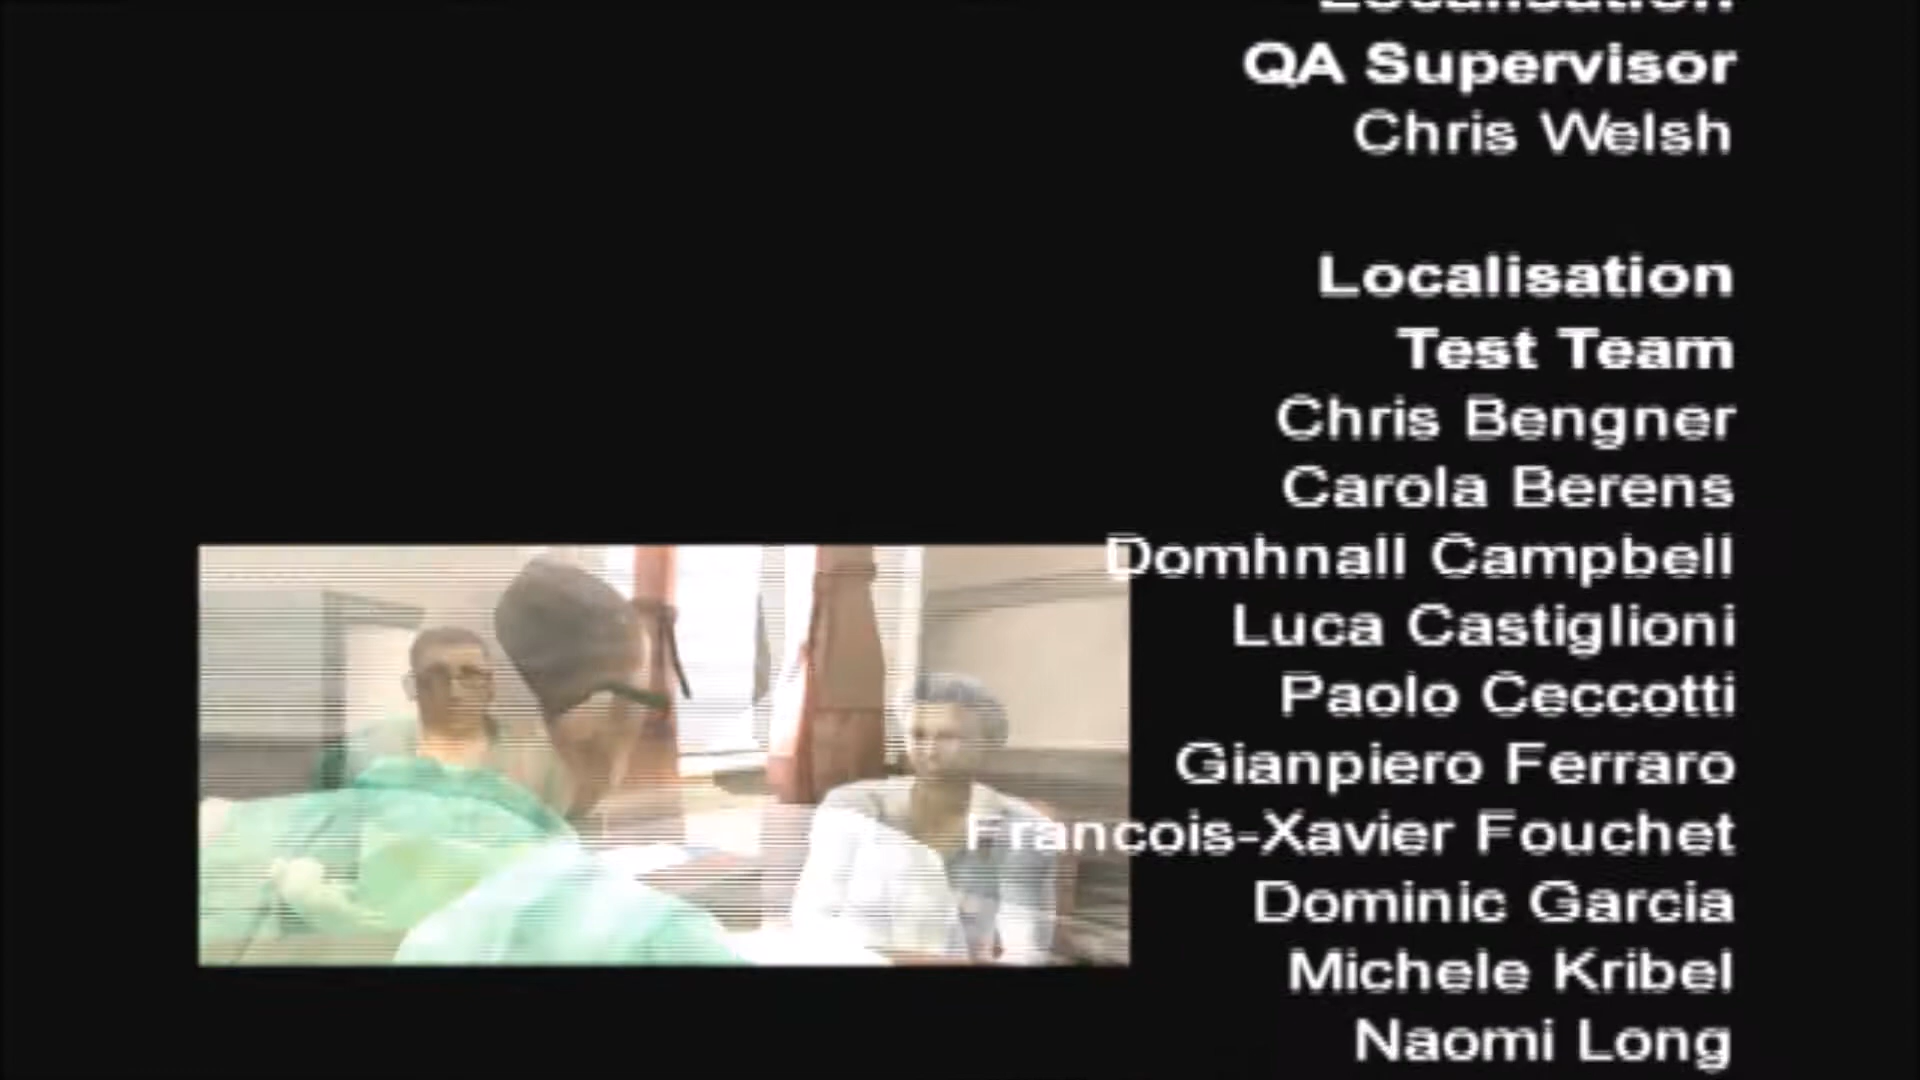 Localisation
QA Supervisor
Chris Welsh
Localisation
Test Team
Chris Bengner
Carola Berens
Domhnall Campbell
Luca Castiglioni
Paolo Ceccotti
Gianpiero Ferraro
Francois-Xavier Fouchet
Dominic Garcia
Michele Kribel
Naomi Long